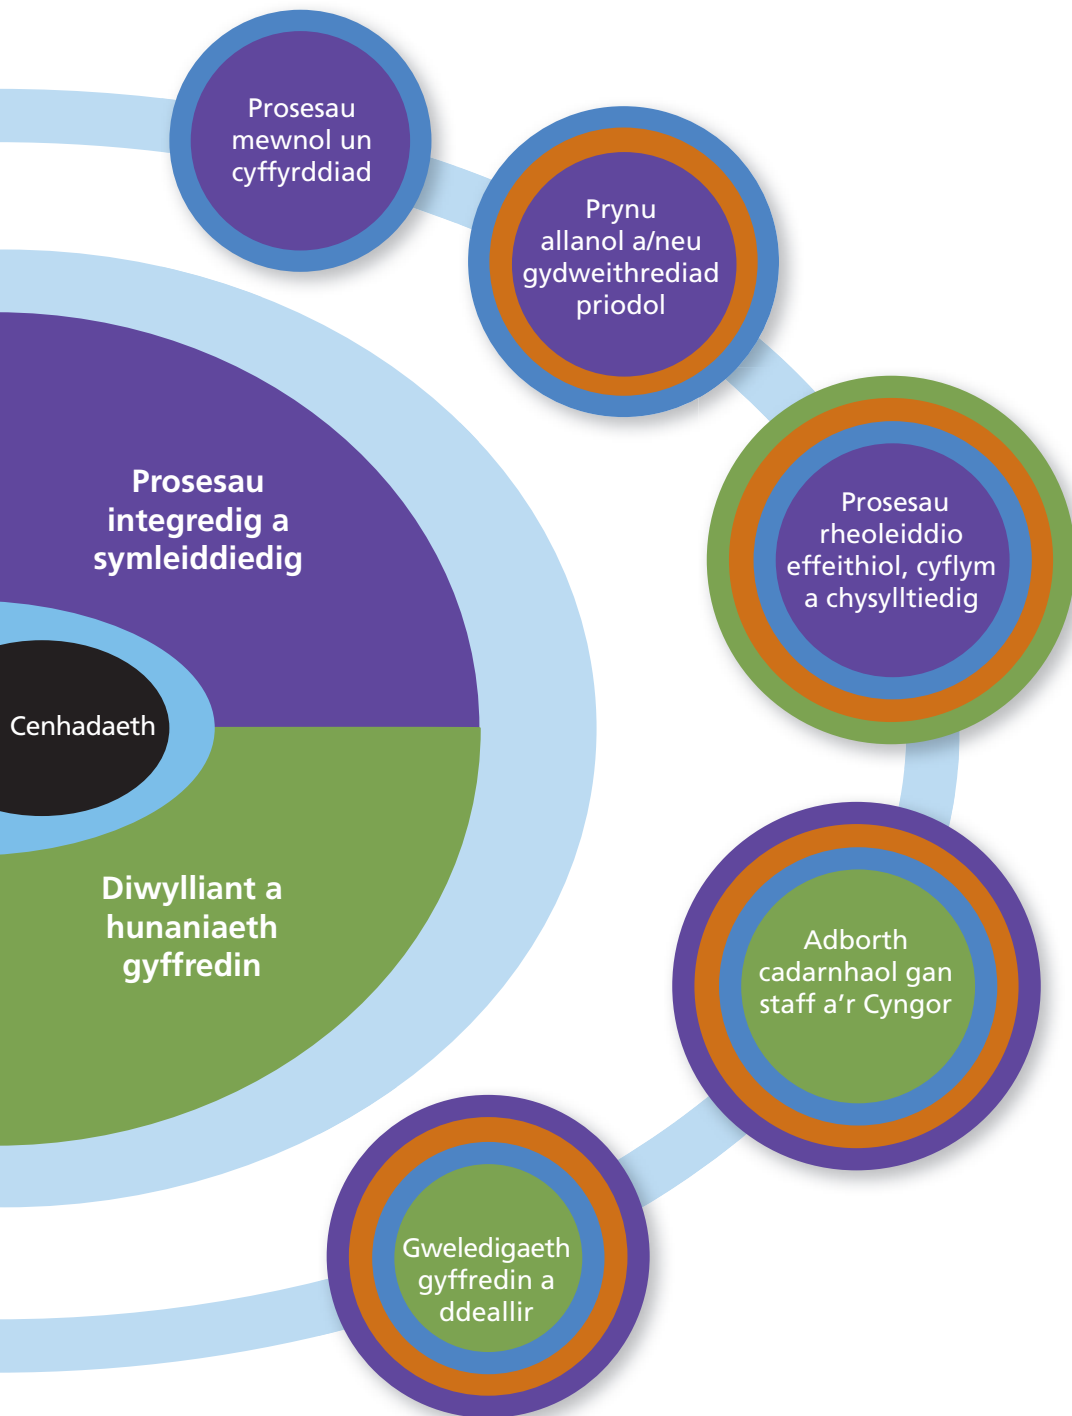 Prosesau
mewnol un
cyffyrddiad
Prynu
allanol a/neu
gydweithrediad
priodol
Prosesau
rheoleiddio
effeithiol, cyflym
a chysylltiedig
Prosesau
integredig a
symleiddiedig
Cenhadaeth
Diwylliant a
hunaniaeth
gyffredin
Adborth
cadarnhaol gan
staff a'r Cyngor
Gweledigaeth
gyffredin a
ddeallir